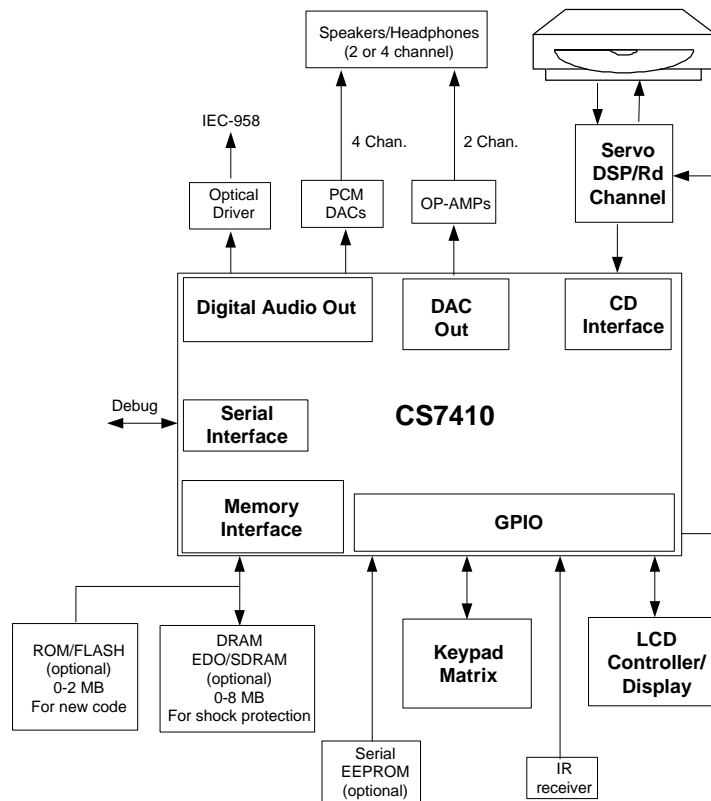 Speakers/Headphones
(2 or 4 channel)
IEC-958
4 Chan.
2 Chan.
Servo
DSP/Rd
Channel
Optical
Driver
PCM
DACs
OP-AMPs
Digital Audio Out
DAC
Out
CD
Interface
Debug
Serial
Interface
CS7410
Memory
Interface
GPIO
ROM/FLASH
(optional)
0-2 MB
For new code
DRAM
EDO/SDRAM
(optional)
0-8 MB
For shock protection
Keypad
Matrix
LCD
Controller/
Display
Serial
EEPROM
(optional)
IR
receiver